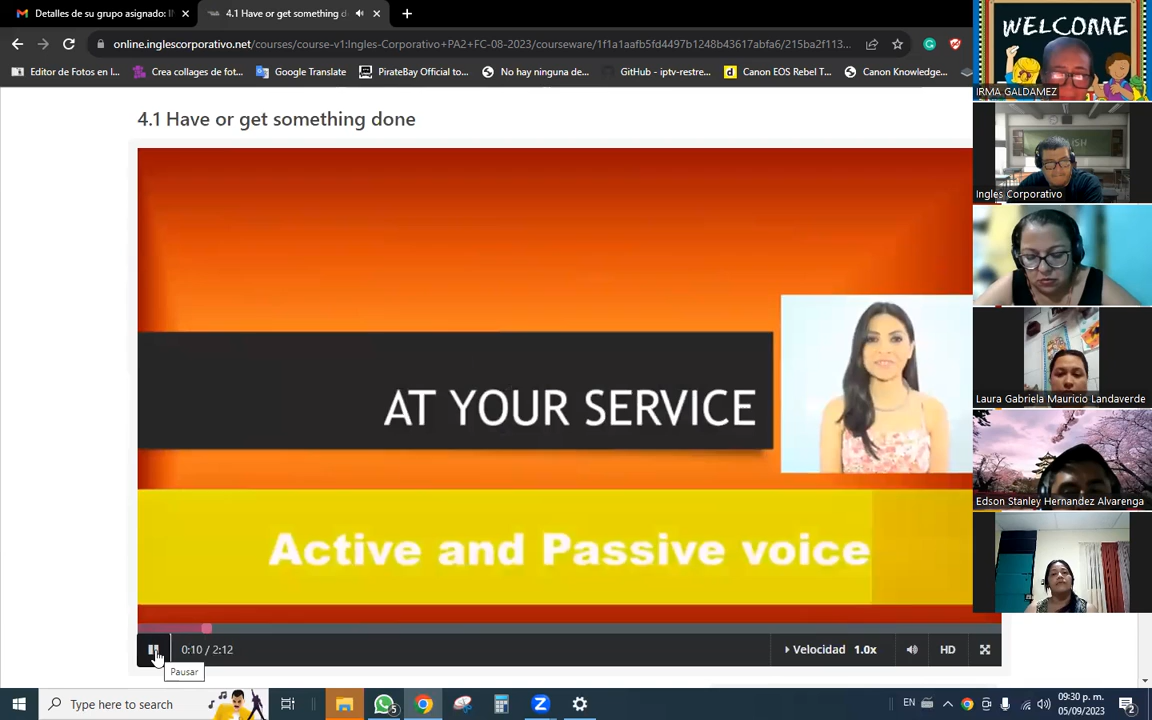 Detalles de su grupo asignado: II
4.1 Have or get something d
online.inglescorporativo.net/courses/course-v1:Ingles-Corporativo+PA2+FC-08-2023/courseware/1f1a1aafb5fd4497b1248b43617abfa6/215ba2f113...
Editor de Fotos en l...
Crea collages de fot...
Google Translate
PirateBay Official to...
No hay ninguna de...
GitHub - iptv-restre...
Canon EOS Rebel T...
Canon Knowledge...
4.1 Have or get something done
AT YOUR SERVICE
Active and Passive voice
0:10 / 2:12
Velocidad 1.0x
HD
Pausar
WELCOME
IRMA GALDAMEZ
Ingles Corporativo
Laura Gabriela Mauricio Landaverde
Edson Stanley Hernandez Alvarenga
Type here to search
5
EN
09:30 p. m.
05/09/2023
2